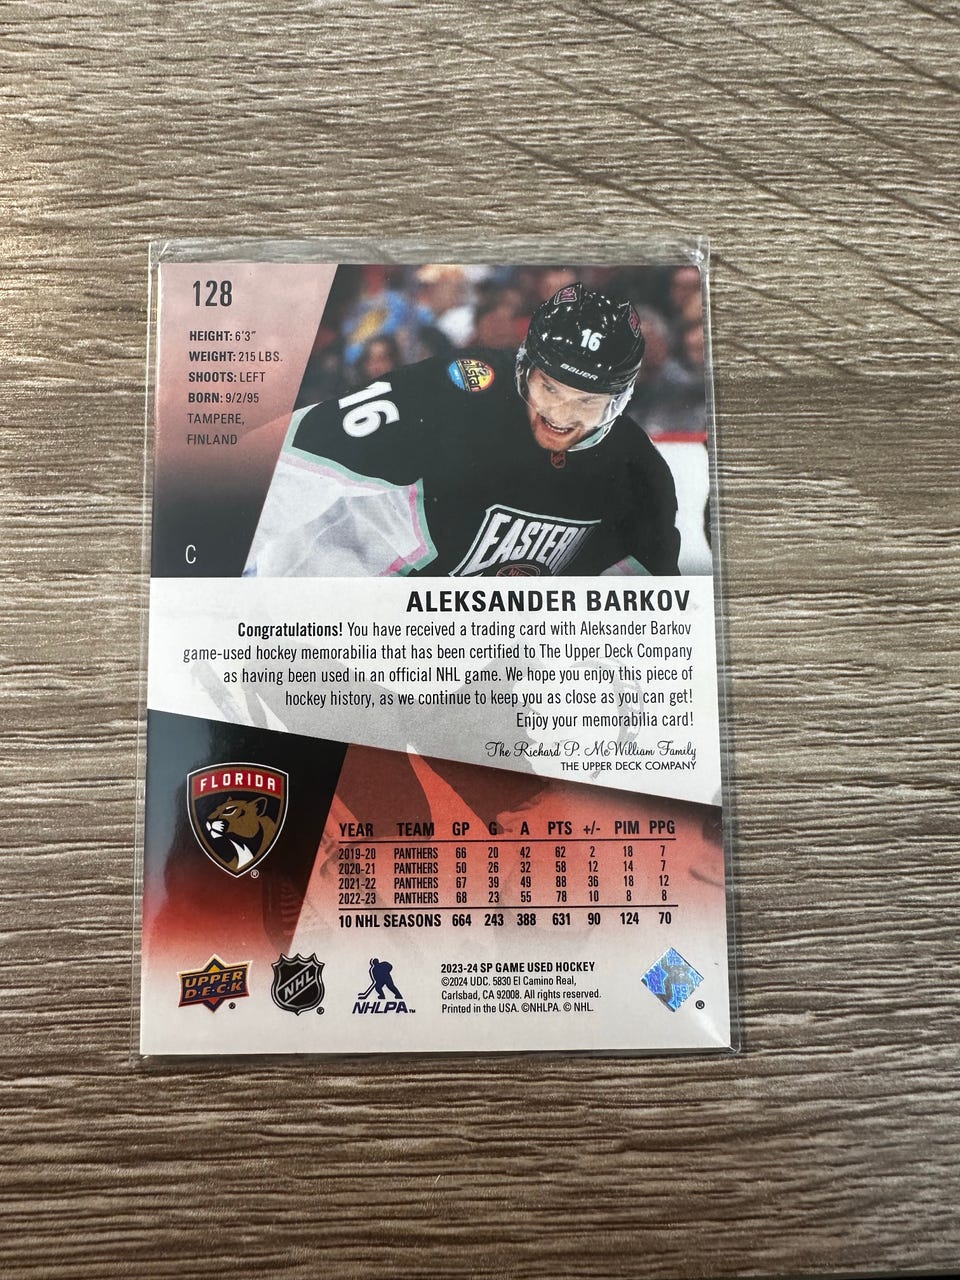 128
HEIGHT: 6'3"
WEIGHT: 215 LBS.
SHOOTS: LEFT
BORN: 9/2/95
TAMPERE,
FINLAND
C
16
BAUER
16
EASTERN
ALEKSANDER BARKOV
Congratulations! You have received a trading card with Aleksander Barkov
game-used hockey memorabilia that has been certified to The Upper Deck Company
as having been used in an official NHL game. We hope you enjoy this piece of
hockey history, as we continue to keep you as close as you can get!
Enjoy your memorabilia card!
The Richard P. McWilliam Family
THE UPPER DECK COMPANY
FLORIDA
®
YEAR TEAM GP G A PTS +/- PIM PPG
2019-20 PANTHERS 66 20 42 62 2 18 7
2020-21 PANTHERS 50 26 32 58 12 14 7
2021-22 PANTHERS 67 39 49 88 36 18 12
2022-23 PANTHERS 68 23 55 78 10 8 8
10 NHL SEASONS 664 243 388 631 90 124 70
UPPER
D·E·C·K
®
NHL
®
NHLPA™
2023-24 SP GAME USED HOCKEY
©2024 UDC. 5830 El Camino Real,
Carlsbad, CA 92008. All rights reserved.
Printed in the USA. ©NHLPA. © NHL.
®